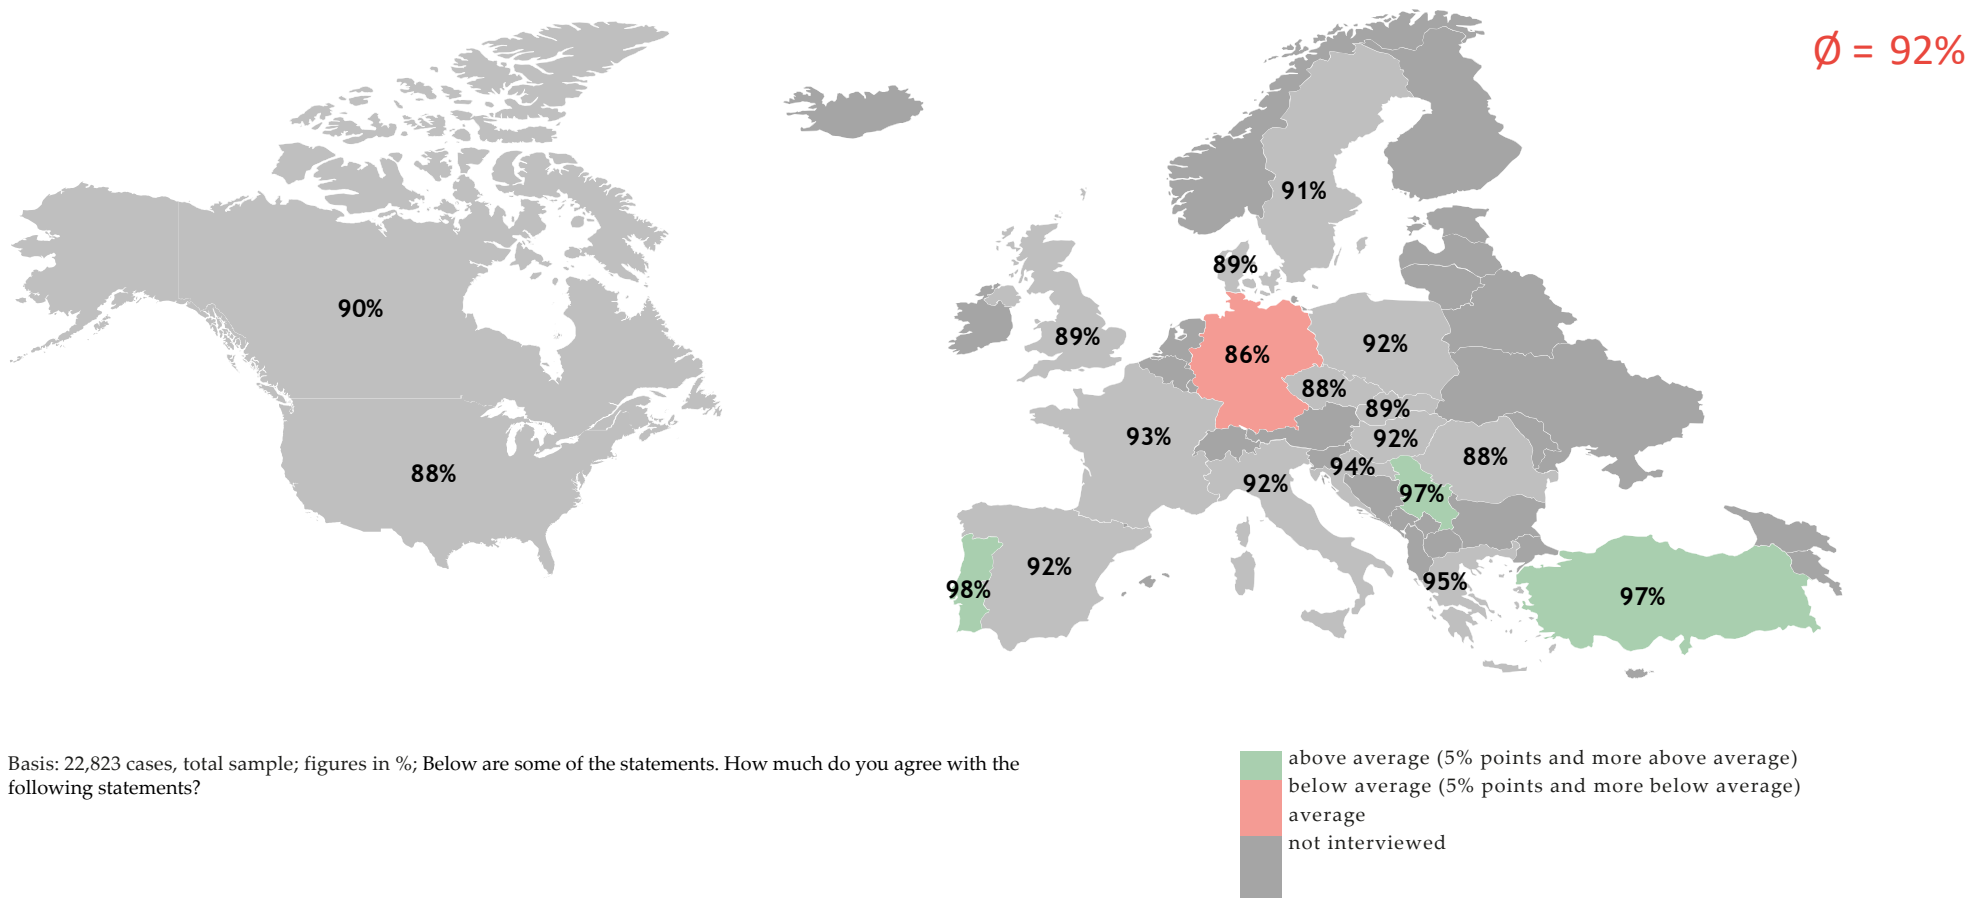 Ø = 92%
91%
89%
90%
89%
92%
86%
88%
89%
93%
92%
94%
88%
88%
92%
97%
92%
98%
95%
97%
Basis: 22,823 cases, total sample; figures in %; Below are some of the statements. How much do you agree with the
following statements?
above average (5% points and more above average)
below average (5% points and more below average)
average
not interviewed